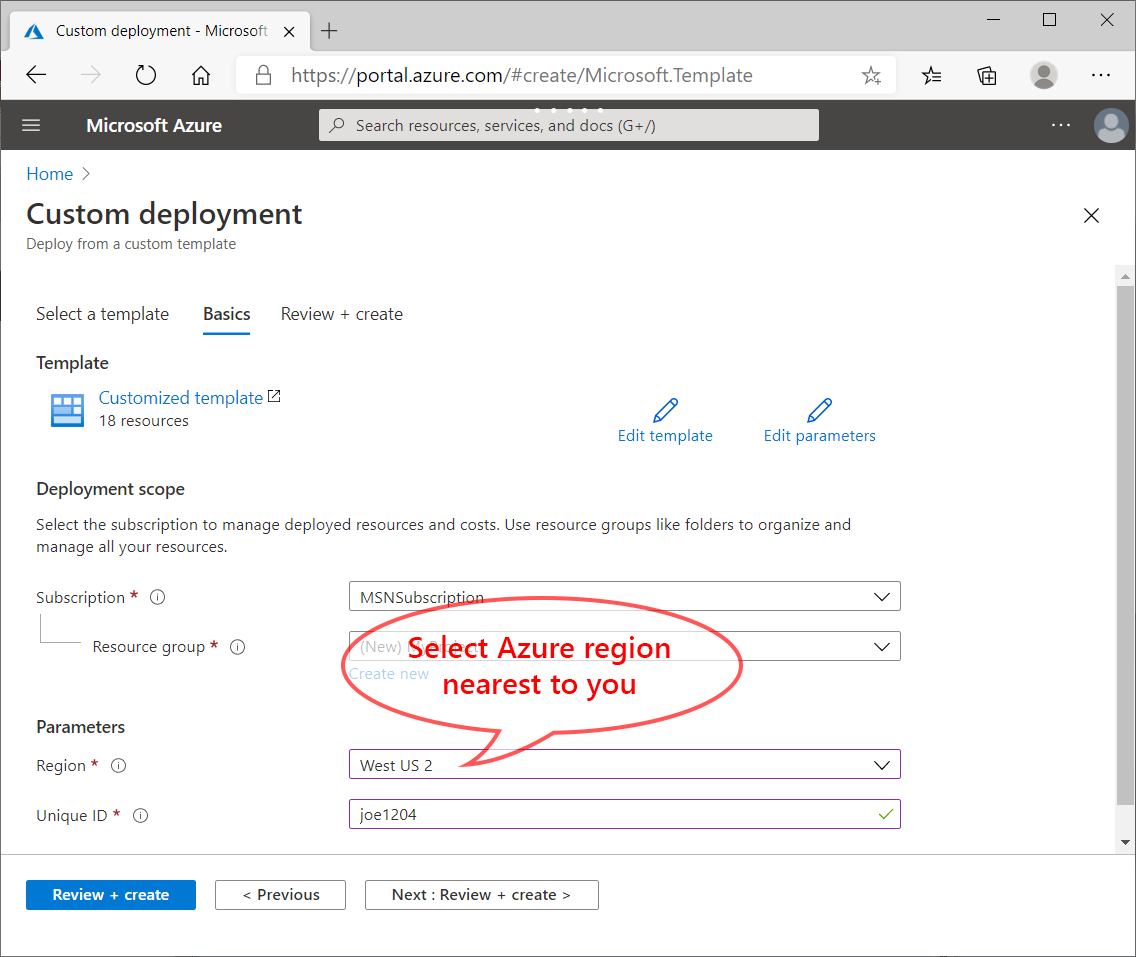 Custom deployment - Microsoft
https://portal.azure.com/#create/Microsoft.Template
Microsoft Azure
Search resources, services, and docs (G+/)
Home >
Custom deployment
Deploy from a custom template
Select a template Basics Review + create
Template
Customized template
18 resources
Edit template Edit parameters
Deployment scope
Select the subscription to manage deployed resources and costs. Use resource groups like folders to organize and
manage all your resources.
Subscription *
MSNSubscription
Resource group *
(New) MyProject
Create new
Select Azure region
nearest to you
Parameters
Region *
West US 2
Unique ID *
joe1204
Review + create
< Previous
Next : Review + create >